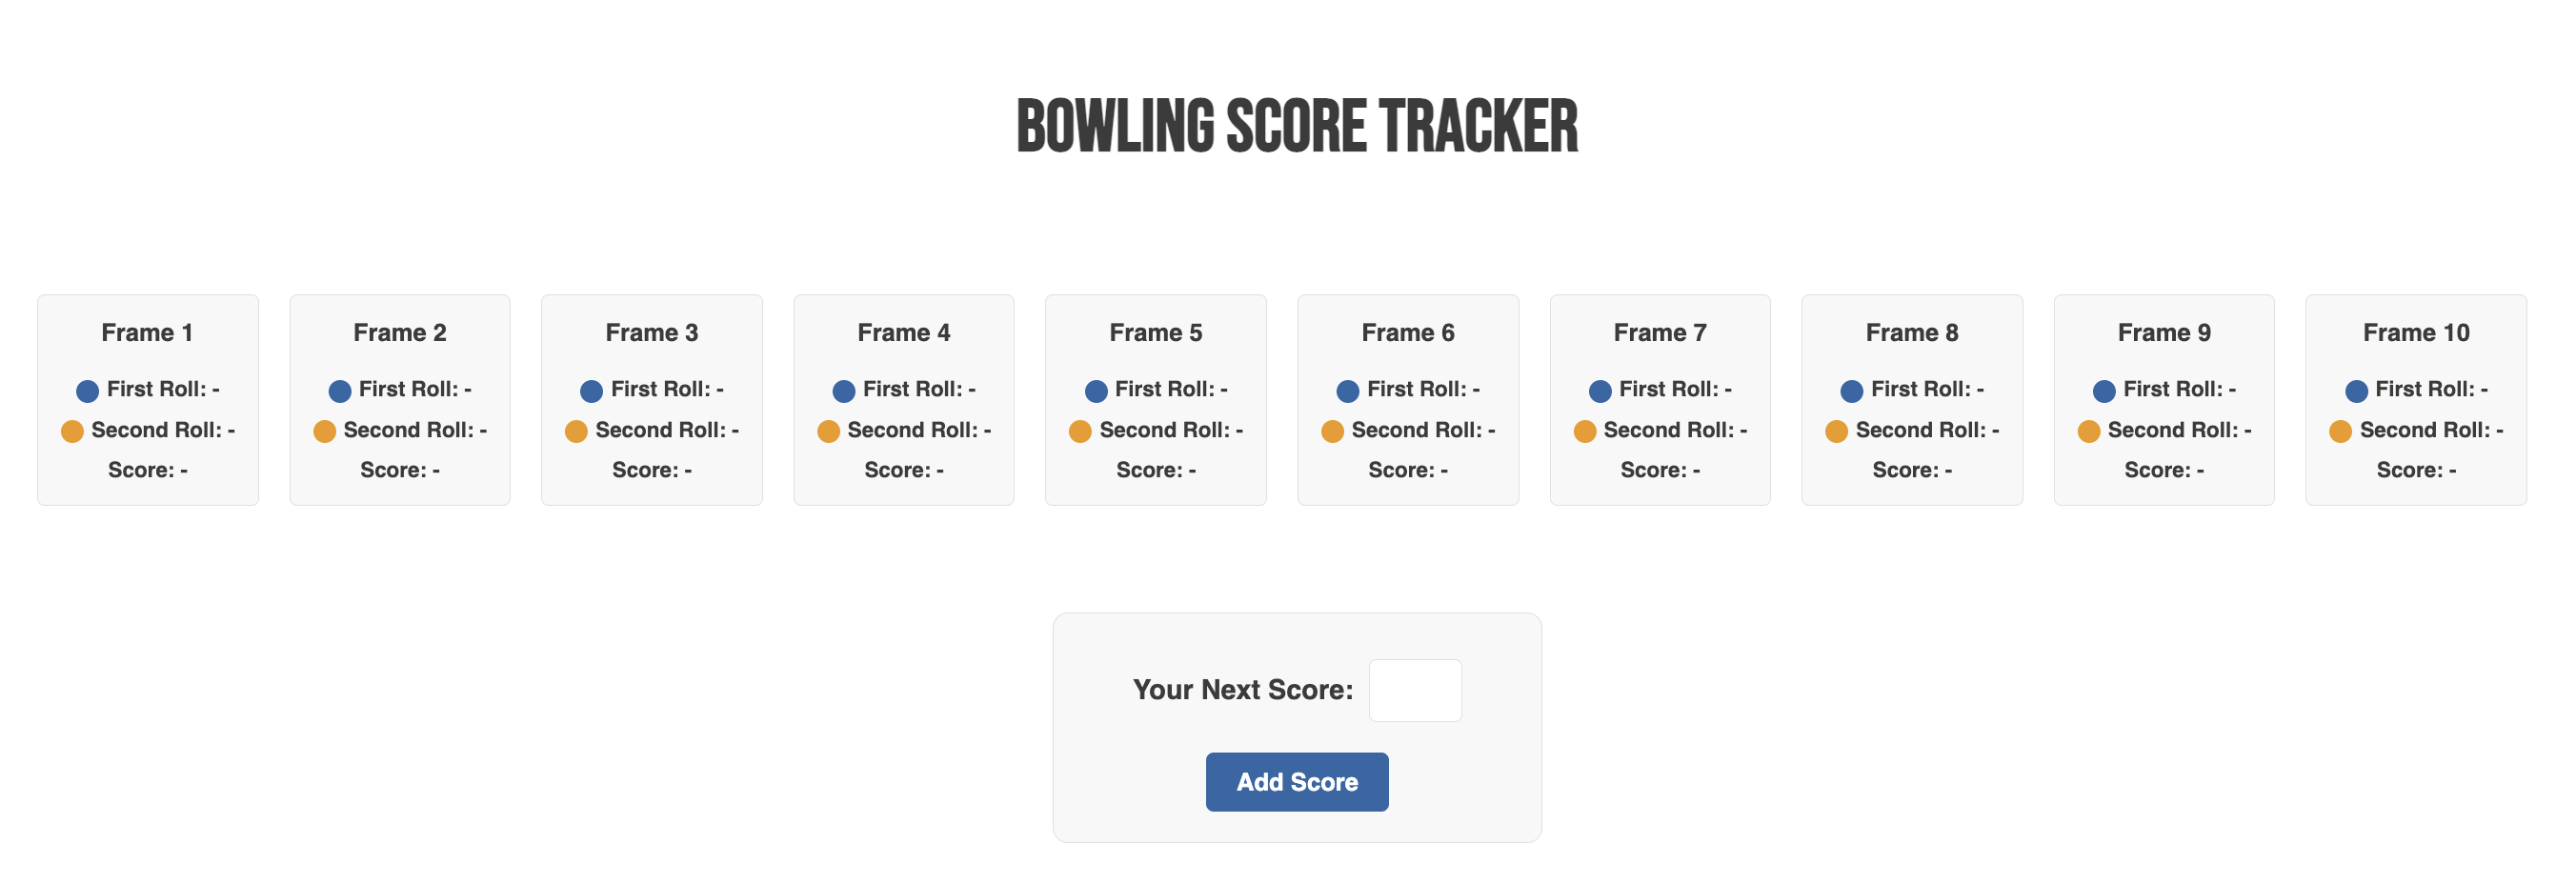 BOWLING SCORE TRACKER
Frame 1
First Roll: -
Second Roll: -
Score: -
Frame 2
First Roll: -
Second Roll: -
Score: -
Frame 3
First Roll: -
Second Roll: -
Score: -
Frame 4
First Roll: -
Second Roll: -
Score: -
Frame 5
First Roll: -
Second Roll: -
Score: -
Frame 6
First Roll: -
Second Roll: -
Score: -
Frame 7
First Roll: -
Second Roll: -
Score: -
Frame 8
First Roll: -
Second Roll: -
Score: -
Frame 9
First Roll: -
Second Roll: -
Score: -
Frame 10
First Roll: -
Second Roll: -
Score: -
Your Next Score:
Add Score